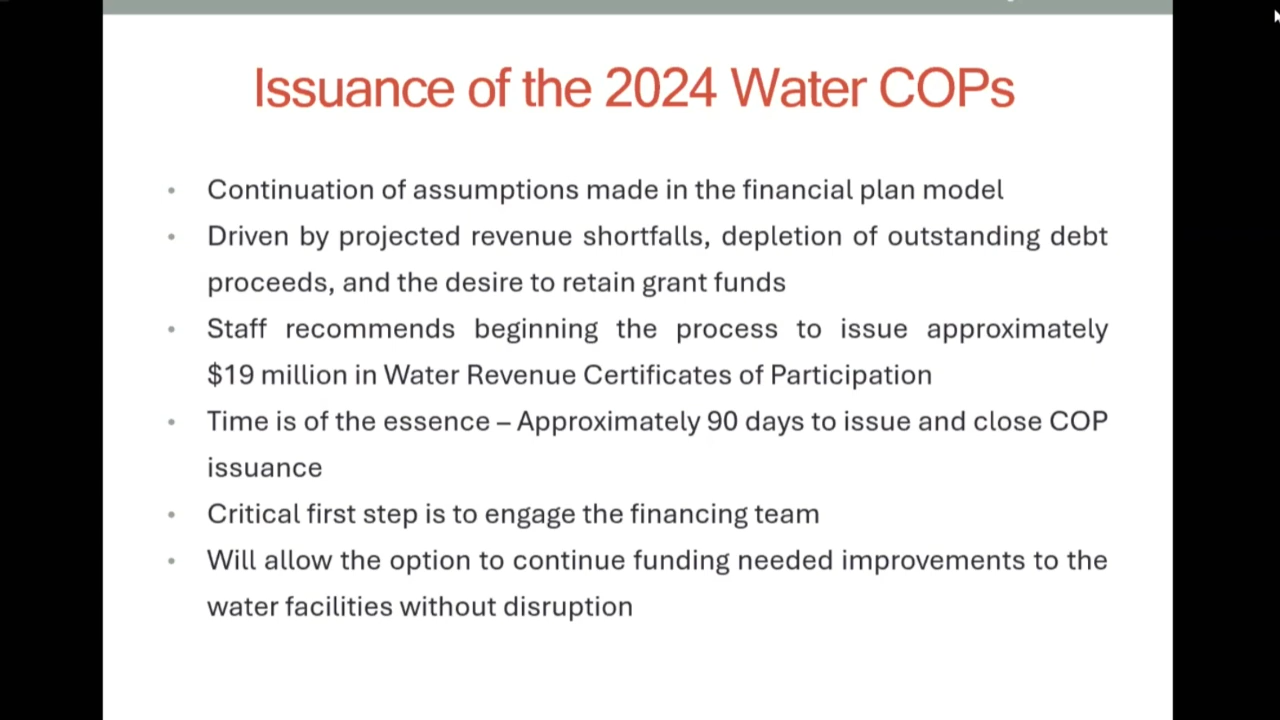 Issuance of the 2024 Water COPs
• Continuation of assumptions made in the financial plan model
• Driven by projected revenue shortfalls, depletion of outstanding debt
proceeds, and the desire to retain grant funds
• Staff recommends beginning the process to issue approximately
$19 million in Water Revenue Certificates of Participation
• Time is of the essence – Approximately 90 days to issue and close COP
issuance
• Critical first step is to engage the financing team
• Will allow the option to continue funding needed improvements to the
water facilities without disruption